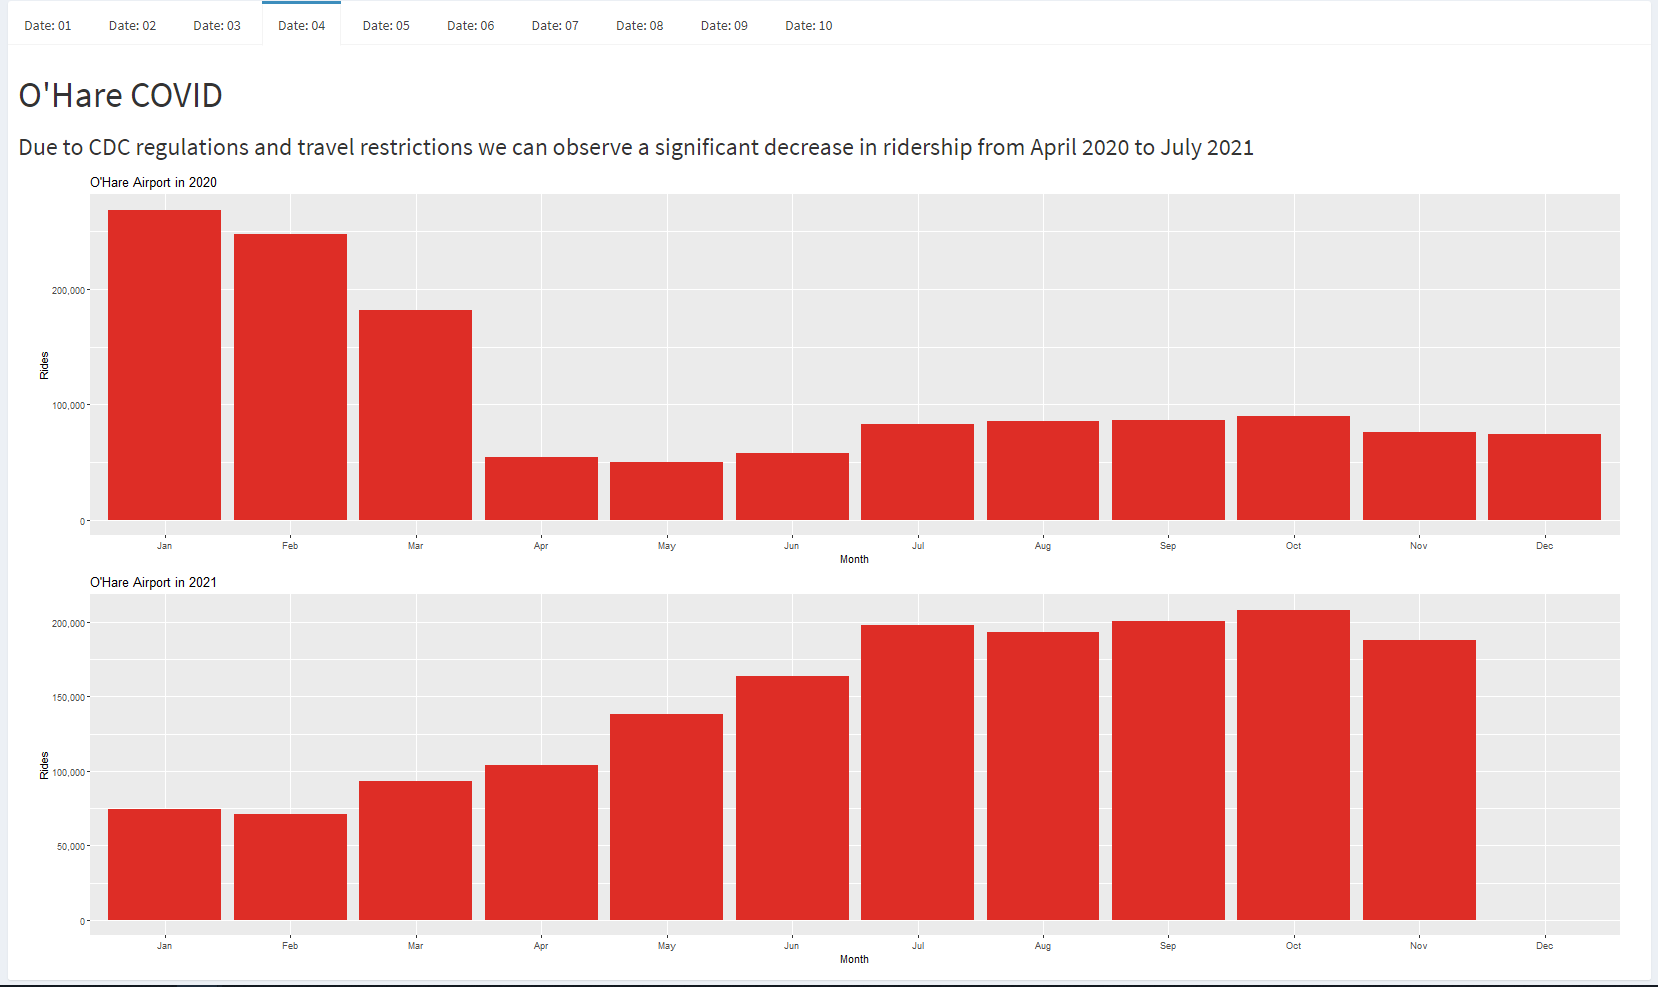 Date: 01 Date: 02 Date: 03 Date: 04 Date: 05 Date: 06 Date: 07 Date: 08 Date: 09 Date: 10
O'Hare COVID
Due to CDC regulations and travel restrictions we can observe a significant decrease in ridership from April 2020 to July 2021
O'Hare Airport in 2020
200,000
Rides
100,000
0
Jan Feb Mar Apr May Jun Jul Aug Sep Oct Nov Dec
Month
O'Hare Airport in 2021
200,000
150,000
Rides
100,000
50,000
0
Jan Feb Mar Apr May Jun Jul Aug Sep Oct Nov Dec
Month